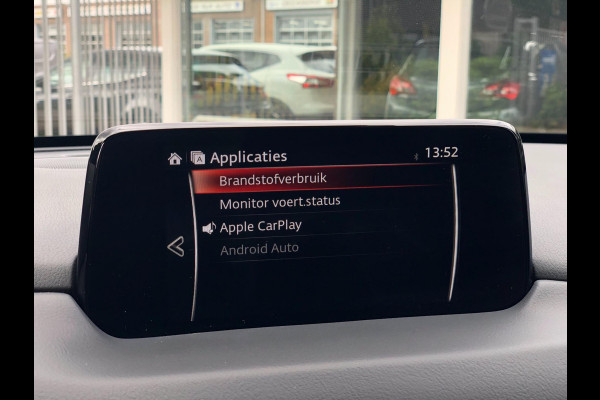 Applicaties
13:52
Brandstofverbruik
Monitor voert.status
Apple CarPlay
Android Auto